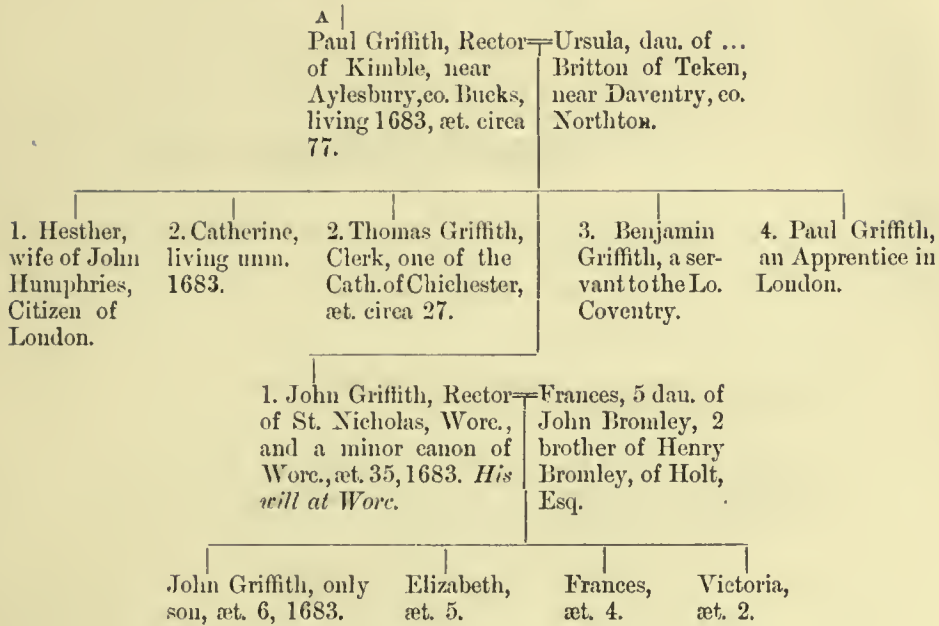 A
Paul Griffith, Rector
of Kimble, near
Aylesbury, co. Bucks,
living 1683, æt. circa
77.
Ursula, dau. of ...
Britton of Teken,
near Daventry, co.
Northton.
1. Hesther,
wife of John
Humphries,
Citizen of
London.
2. Catherine,
living unm.
1683.
2. Thomas Griffith,
Clerk, one of the
Cath. of Chichester,
æt. circa 27.
3. Benjamin
Griffith, a ser-
vant to the Lo.
Coventry.
4. Paul Griffith,
an Apprentice in
London.
1. John Griffith, Rector
of St. Nicholas, Worc.,
and a minor canon of
Worc., æt. 35, 1683. His
will at Worc.
Frances, 5 dau. of
John Bromley, 2
brother of Henry
Bromley, of Holt,
Esq.
John Griffith, only
son, æt. 6, 1683.
Elizabeth,
æt. 5.
Frances,
æt. 4.
Victoria,
æt. 2.